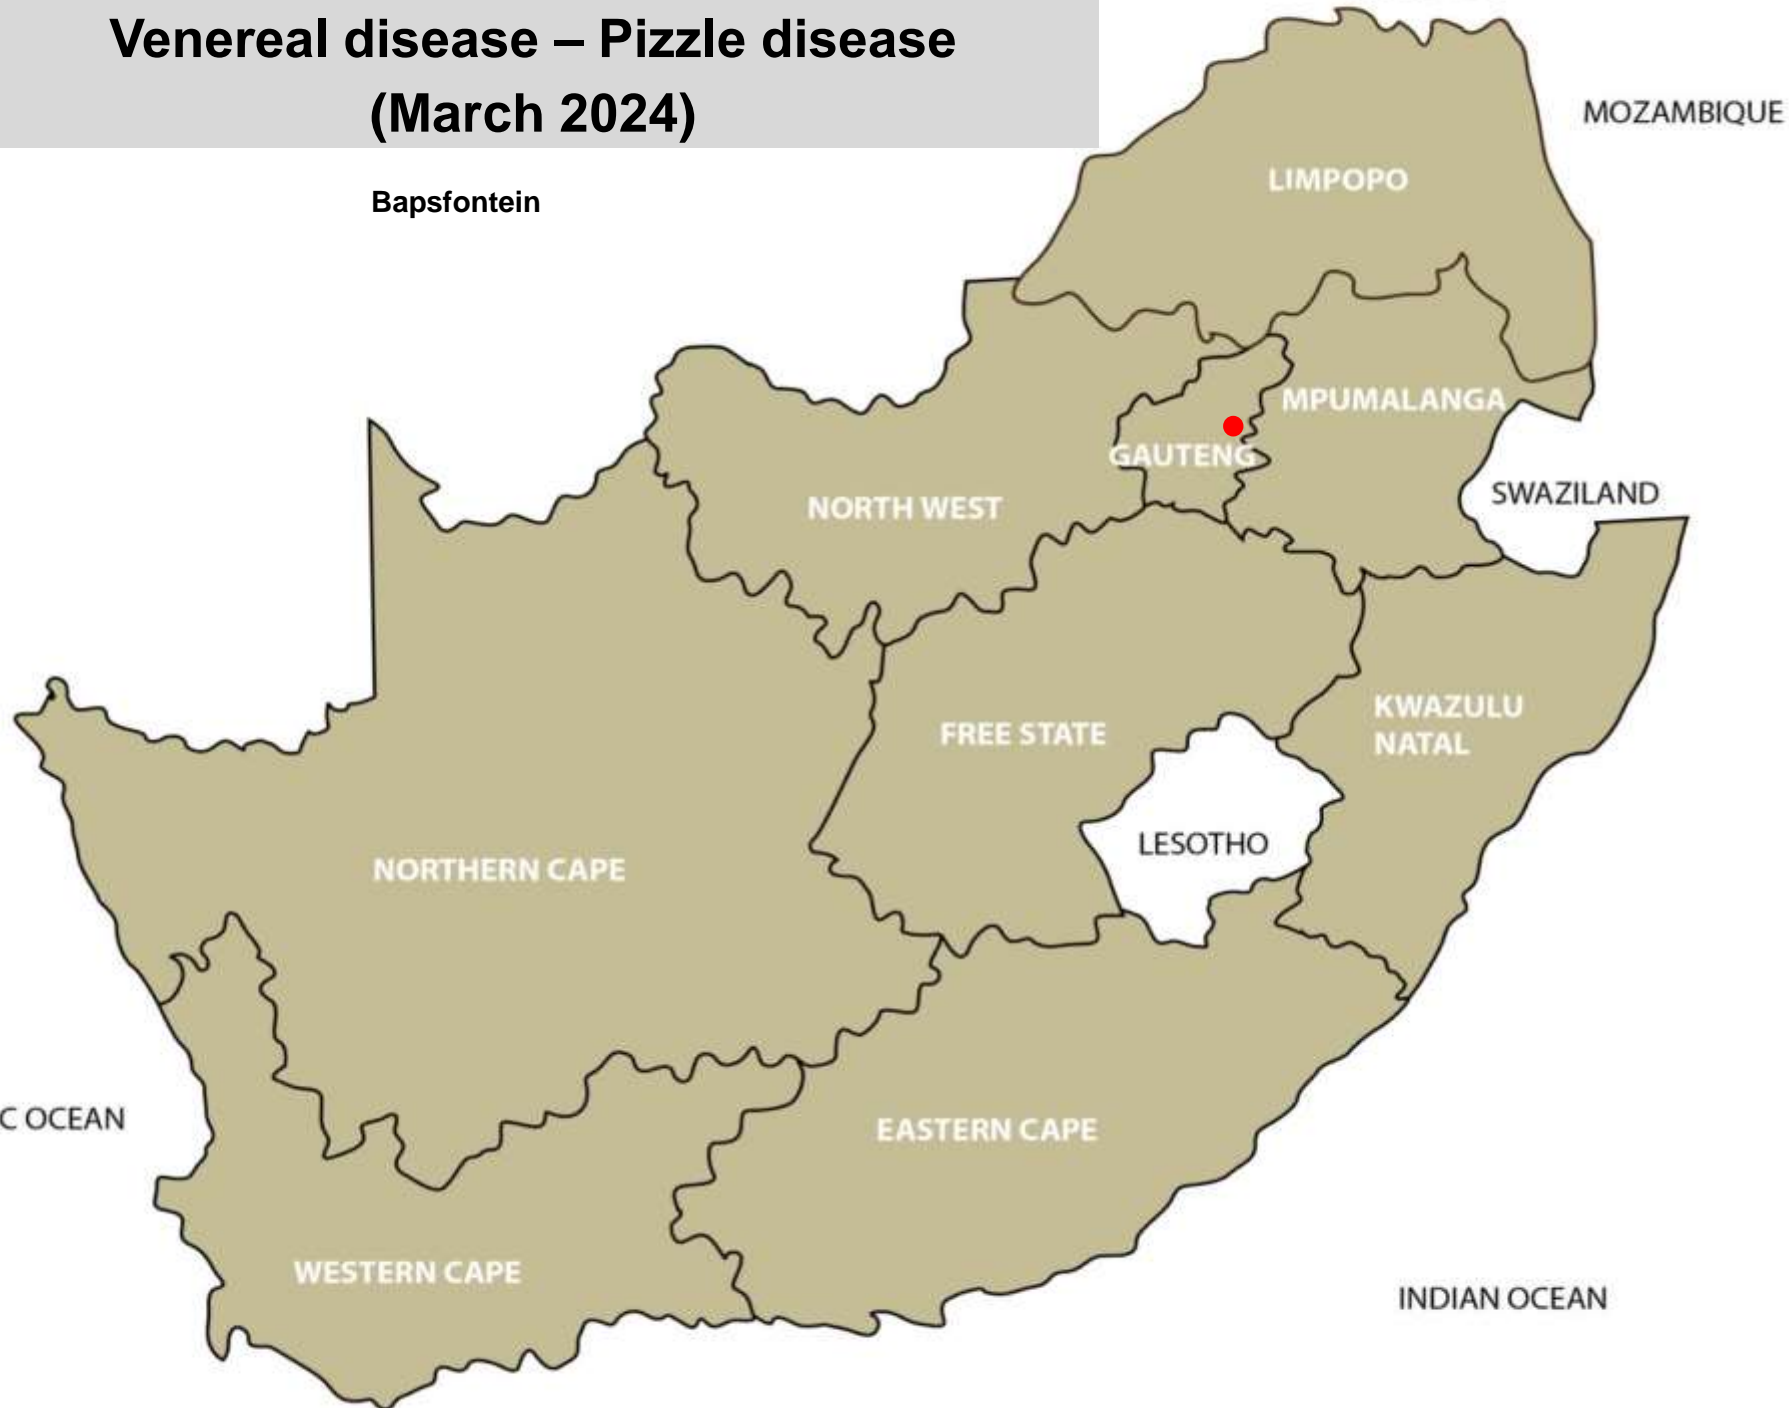 Venereal disease – Pizzle disease
(March 2024)
MOZAMBIQUE
LIMPOPO
Bapsfontein
MPUMALANGA
GAUTENG
SWAZILAND
NORTH WEST
KWAZULU
NATAL
FREE STATE
LESOTHO
NORTHERN CAPE
C OCEAN
EASTERN CAPE
WESTERN CAPE
INDIAN OCEAN